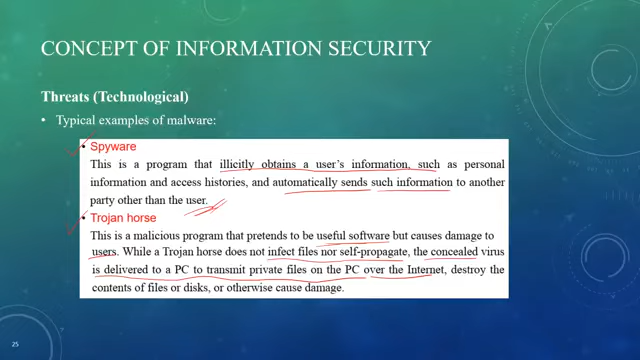 CONCEPT OF INFORMATION SECURITY
Threats (Technological)
• Typical examples of malware:
• Spyware
This is a program that illicitly obtains a user's information, such as personal
information and access histories, and automatically sends such information to another
party other than the user.
• Trojan horse
This is a malicious program that pretends to be useful software but causes damage to
users. While a Trojan horse does not infect files nor self-propagate, the concealed virus
is delivered to a PC to transmit private files on the PC over the Internet, destroy the
contents of files or disks, or otherwise cause damage.
25